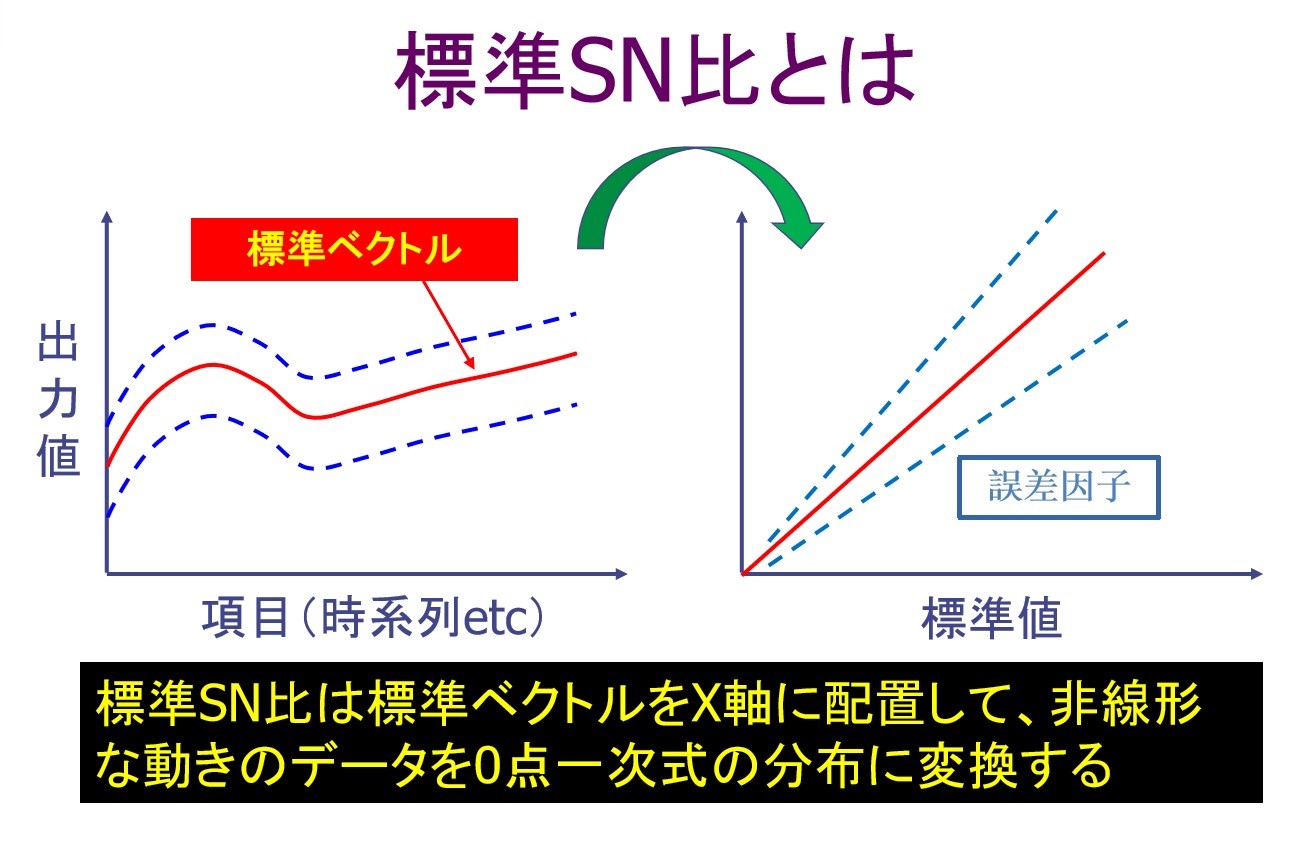 標準SN比とは
標準ベクトル
出力値
項目（時系列etc）
誤差因子
標準値
標準SN比は標準ベクトルをX軸に配置して、非線形
な動きのデータを0点一次式の分布に変換する